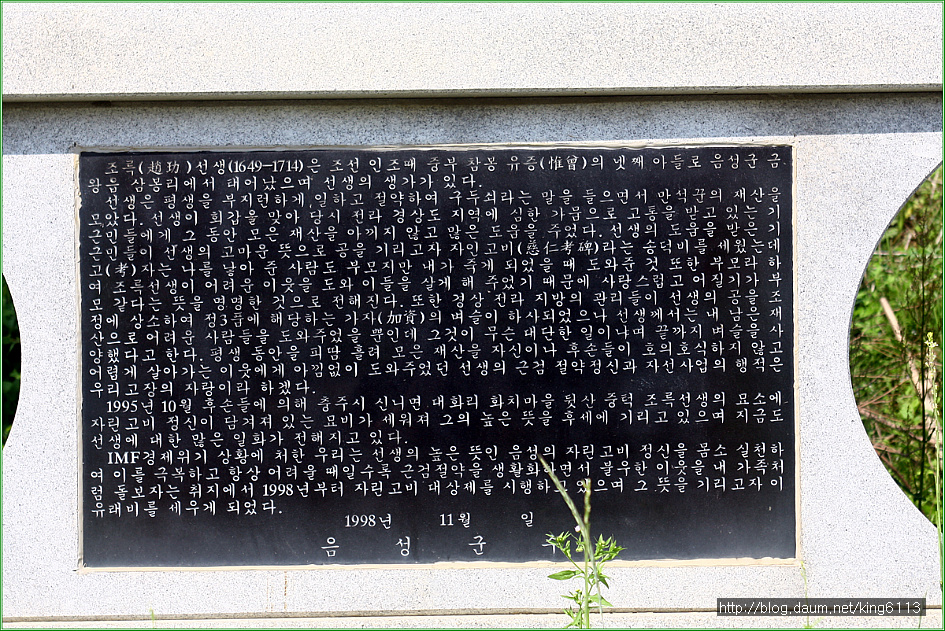 조륵(趙玏)선생(1649-1714)은 조선 인조때 증부 참봉 유증(惟曾)의 넷째 아들로 음성군 금
왕읍 삼봉리에서 태어났으며 선생의 생가가 있다.
선생은 평생을 부지런하게 일하고 절약하여 구두쇠라는 말을 들으면서 만석꾼의 재산을
모았다. 선생이 회갑을 맞아 당시 전라 경상도 지역에 심한 가뭄으로 고통을 받고 있는 기
근민들에게 그 동안 모은 재산을 아끼지 않고 많은 도움을 주었다. 선생의 도움을 받은 기
근민들이 선생의 고마운 뜻으로 공을 기리고자 자인고비(慈仁考碑)라는 송덕비를 세웠는데
고(考)자는 나를 낳아 준 사람도 부모지만 내가 죽게 되었을 때 도와준 것 또한 부모라 하
여 조륵선생이 어려운 이웃을 도와 이들을 살게 해 주었기 때문에 사랑스럽고 어질기가 부
모 같다는 뜻을 명명한 것으로 전해진다. 또한 경상 전라 지방의 관리들이 선생의 공을 조
정에 상소하여 정3품에 해당하는 가자(加資)의 벼슬이 하사되었으나 선생께서는 내 남은 재
산으로 어려운 사람들을 도와주었을 뿐인데 그것이 무슨 대단한 일이냐며 끝까지 벼슬을 사
양했다고 한다. 평생 동안을 피땀 흘려 모은 재산을 자신이나 후손들이 호의호식하지 않고
어렵게 살아가는 이웃에게 아낌없이 도와주었던 선생의 근검 절약정신과 자선사업의 행적은
우리고장의 자랑이라 하겠다.
1995년 10월 후손들에 의해 충주시 신니면 대화리 화치마을 뒷산 중턱 조륵선생의 묘소에
자린고비 정신이 담겨져 있는 묘비가 세워져 그의 높은 뜻을 후세에 기리고 있으며 지금도
선생에 대한 많은 일화가 전해지고 있다.
IMF경제위기 상황에 처한 우리는 선생의 높은 뜻인 음성의 자린고비 정신을 몸소 실천하
여 이를 극복하고 항상 어려울 때일수록 근검절약을 생활화하면서 불우한 이웃을 내 가족처
럼 돌보자는 취지에서 1998년부터 자린고비 대상제를 시행하고 있으며 그 뜻을 기리고자 이
유래비를 세우게 되었다.
1998년 11월 일
음 성 군
http://blog.daum.net/king6113